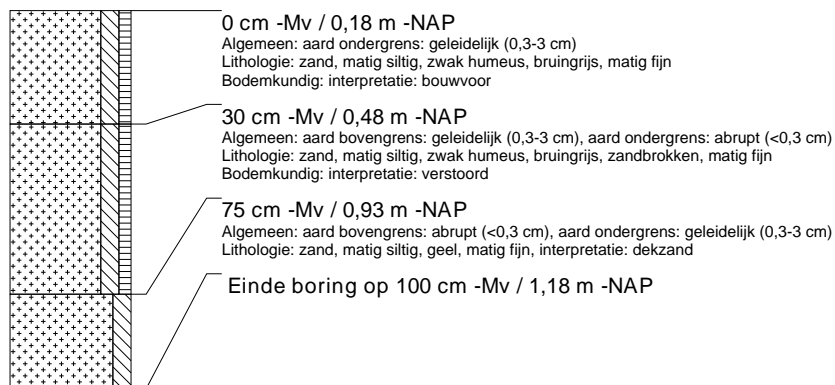 0 cm -Mv / 0,18 m -NAP
Algemeen: aard ondergrens: geleidelijk (0,3-3 cm)
Lithologie: zand, matig siltig, zwak humeus, bruingrijs, matig fijn
Bodemkundig: interpretatie: bouwvoor
30 cm -Mv / 0,48 m -NAP
Algemeen: aard bovengrens: geleidelijk (0,3-3 cm), aard ondergrens: abrupt (<0,3 cm)
Lithologie: zand, matig siltig, zwak humeus, bruingrijs, zandbrokken, matig fijn
Bodemkundig: interpretatie: verstoord
75 cm -Mv / 0,93 m -NAP
Algemeen: aard bovengrens: abrupt (<0,3 cm), aard ondergrens: geleidelijk (0,3-3 cm)
Lithologie: zand, matig siltig, geel, matig fijn, interpretatie: dekzand
Einde boring op 100 cm -Mv / 1,18 m -NAP